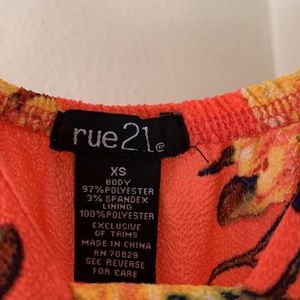 rue21®
XS
BODY
97% POLYESTER
3% SPANDEX
LINING
100% POLYESTER
EXCLUSIVE
OF TRIMS
MADE IN CHINA
RN 70829
SEE REVERSE
FOR CARE